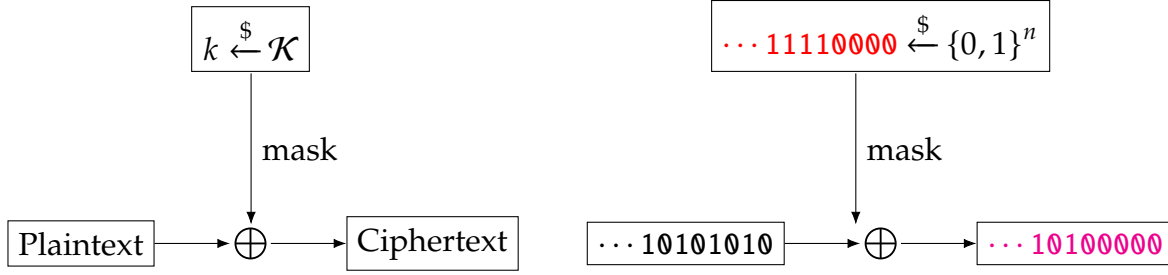 k ←$ 𝒦
mask
Plaintext ⊕ Ciphertext
··· 11110000 ←$ {0, 1}ⁿ
mask
··· 10101010 ⊕ ··· 10100000